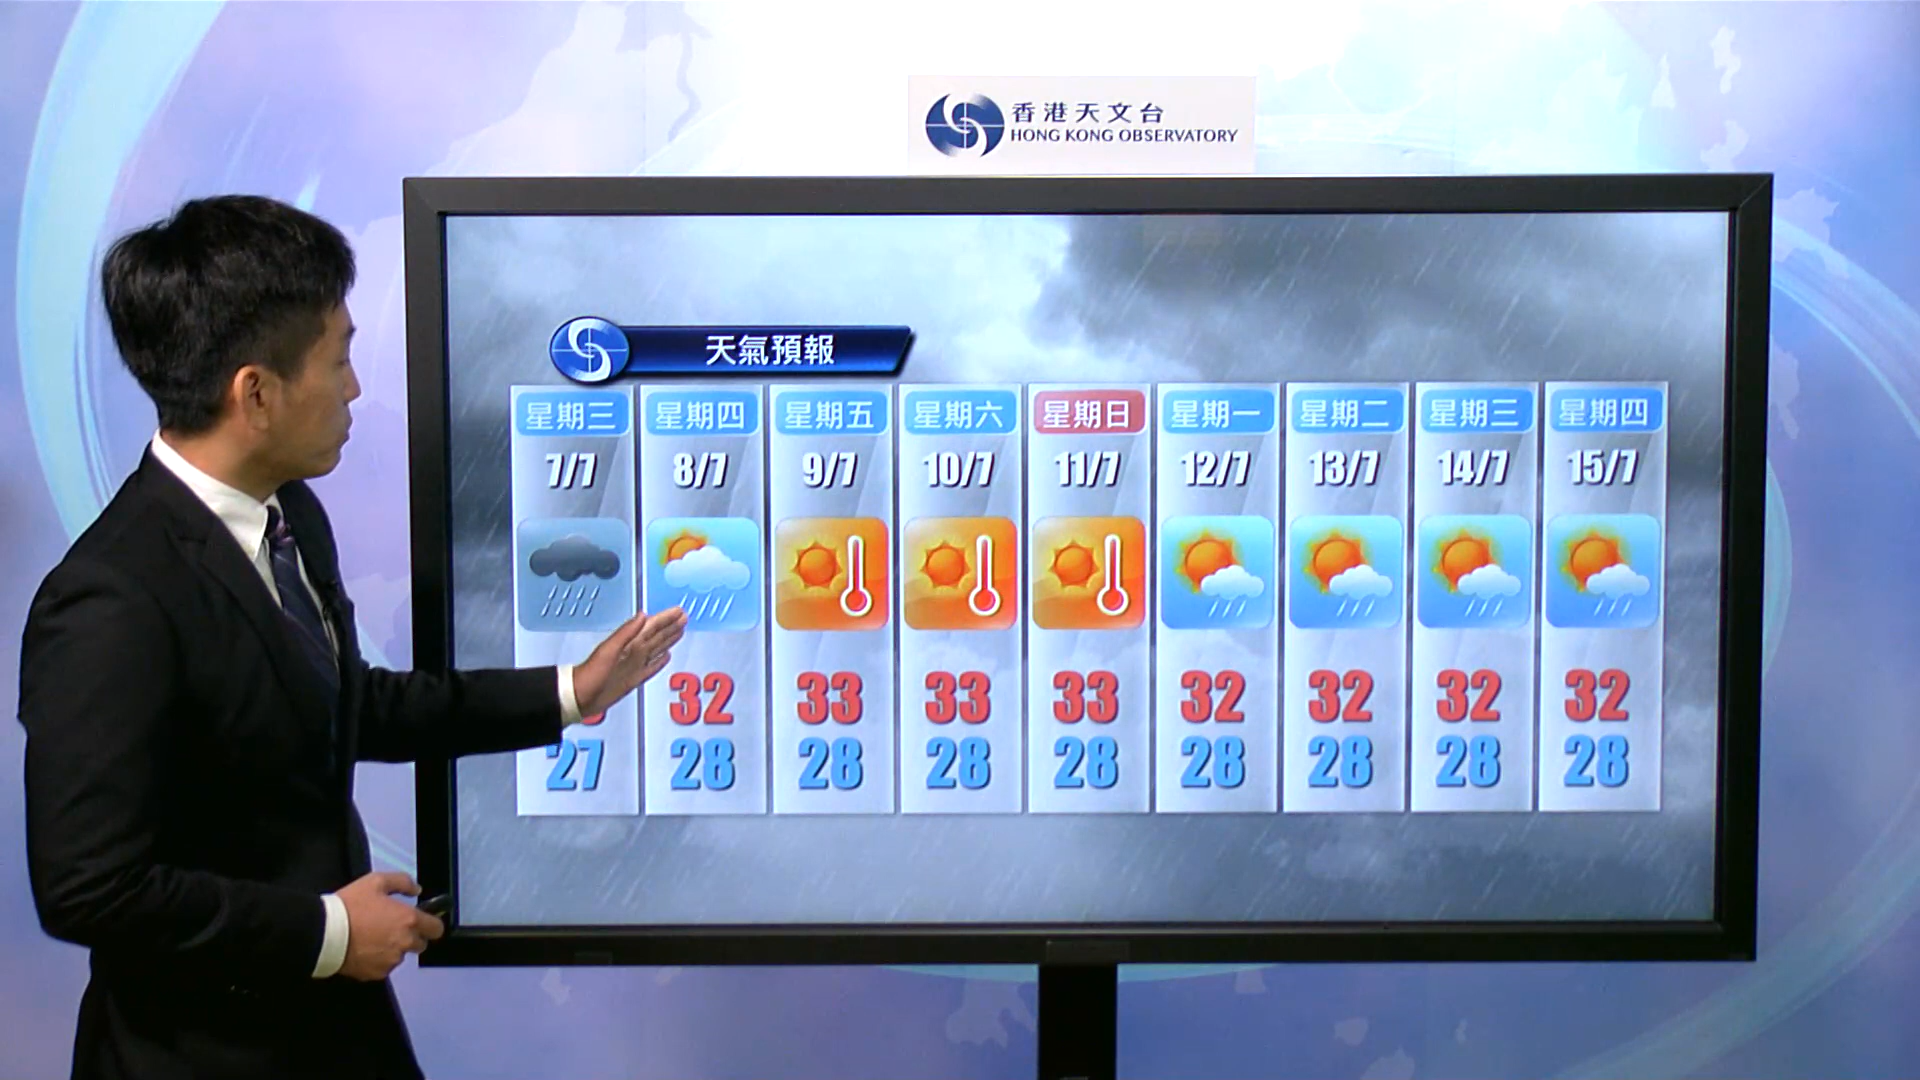 香港天文台
HONG KONG OBSERVATORY
天氣預報
星期三 星期四 星期五 星期六 星期日 星期一 星期二 星期三 星期四
7/7 8/7 9/7 10/7 11/7 12/7 13/7 14/7 15/7
32 33 33 33 32 32 32 32
27 28 28 28 28 28 28 28 28